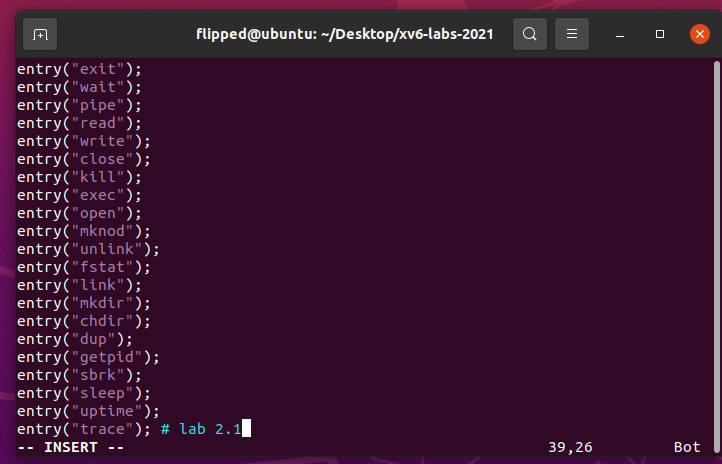 flipped@ubuntu: ~/Desktop/xv6-labs-2021
entry("exit");
entry("wait");
entry("pipe");
entry("read");
entry("write");
entry("close");
entry("kill");
entry("exec");
entry("open");
entry("mknod");
entry("unlink");
entry("fstat");
entry("link");
entry("mkdir");
entry("chdir");
entry("dup");
entry("getpid");
entry("sbrk");
entry("sleep");
entry("uptime");
entry("trace"); # lab 2.1
-- INSERT -- 39,26 Bot